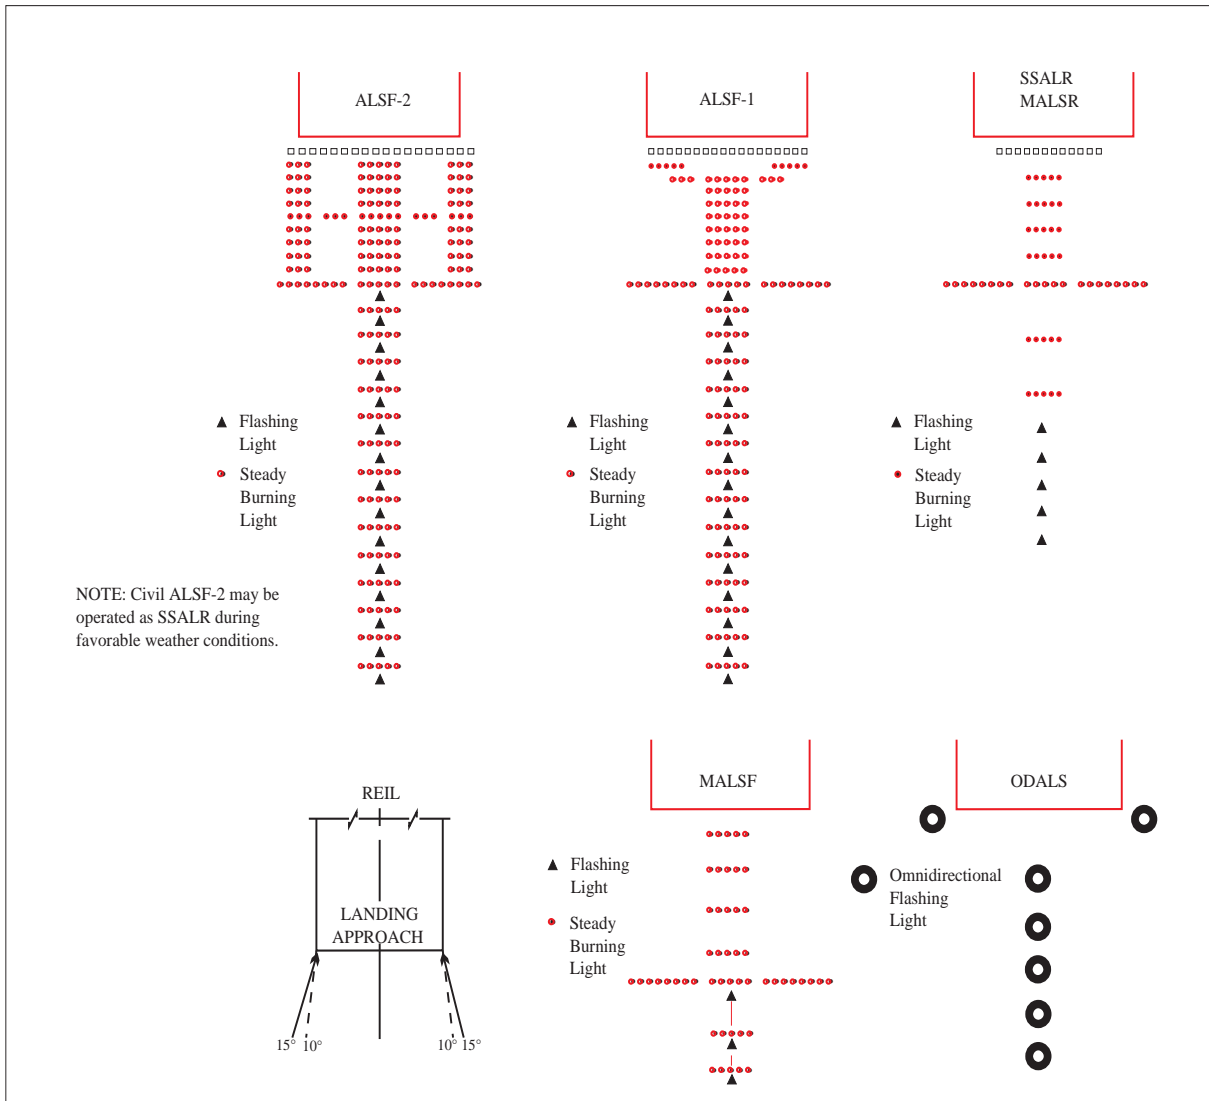 ALSF-2
ALSF-1
SSALR
MALSR
Flashing
Light
Steady
Burning
Light
Flashing
Light
Steady
Burning
Light
Flashing
Light
Steady
Burning
Light
NOTE: Civil ALSF-2 may be
operated as SSALR during
favorable weather conditions.
REIL
LANDING
APPROACH
15° 10°
10° 15°
MALSF
Flashing
Light
Steady
Burning
Light
ODALS
Omnidirectional
Flashing
Light